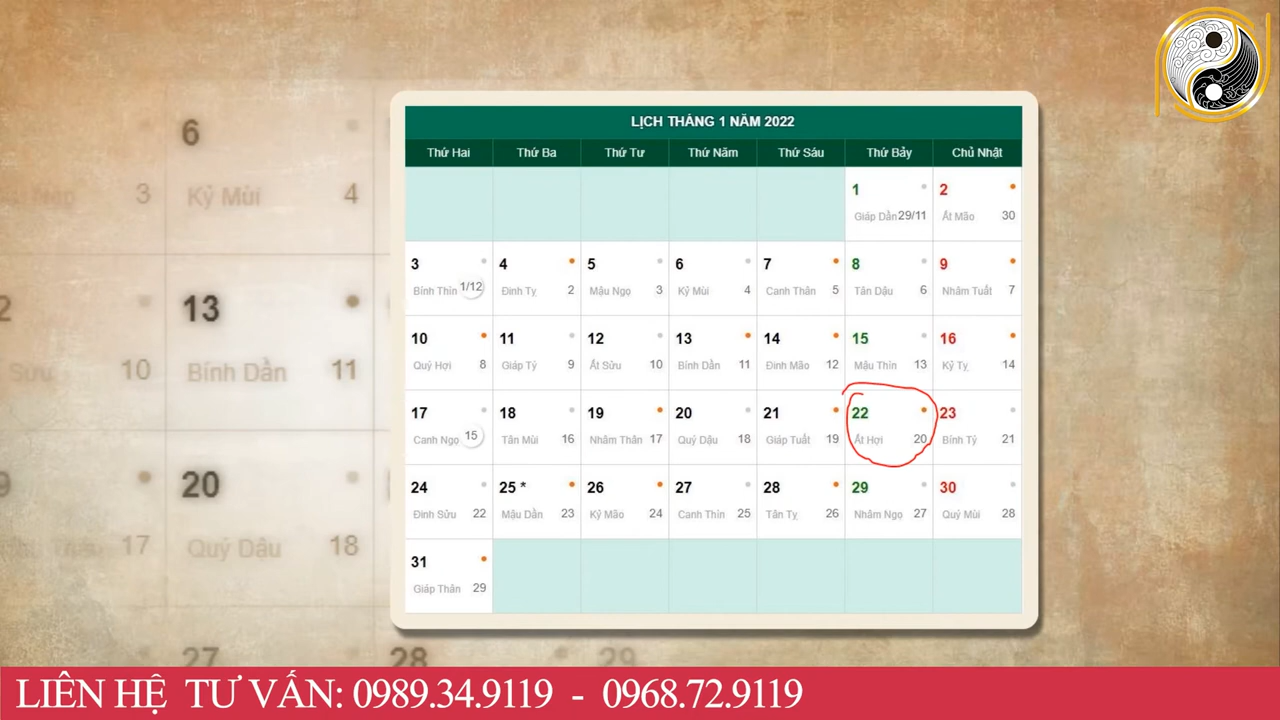 LỊCH THÁNG 1 NĂM 2022
Thứ Hai Thứ Ba Thứ Tư Thứ Năm Thứ Sáu Thứ Bảy Chủ Nhật
1 2
Giáp Dần 29/11 Ất Mão 30
3 4 5 6 7 8 9
Bính Thìn 1/12 Đinh Tỵ 2 Mậu Ngọ 3 Kỷ Mùi 4 Canh Thân 5 Tân Dậu 6 Nhâm Tuất 7
10 11 12 13 14 15 16
Quý Hợi 8 Giáp Tý 9 Ất Sửu 10 Bính Dần 11 Đinh Mão 12 Mậu Thìn 13 Kỷ Tỵ 14
17 18 19 20 21 22 23
Canh Ngọ 15 Tân Mùi 16 Nhâm Thân 17 Quý Dậu 18 Giáp Tuất 19 Ất Hợi 20 Bính Tý 21
24 25 * 26 27 28 29 30
Đinh Sửu 22 Mậu Dần 23 Kỷ Mão 24 Canh Thìn 25 Tân Tỵ 26 Nhâm Ngọ 27 Quý Mùi 28
31
Giáp Thân 29
6
3 Kỷ Mùi 4
13
Sửu 10 Bính Dần 11
20
17 Quý Dậu 18
27 28 29
LIÊN HỆ TƯ VẤN: 0989.34.9119 - 0968.72.9119